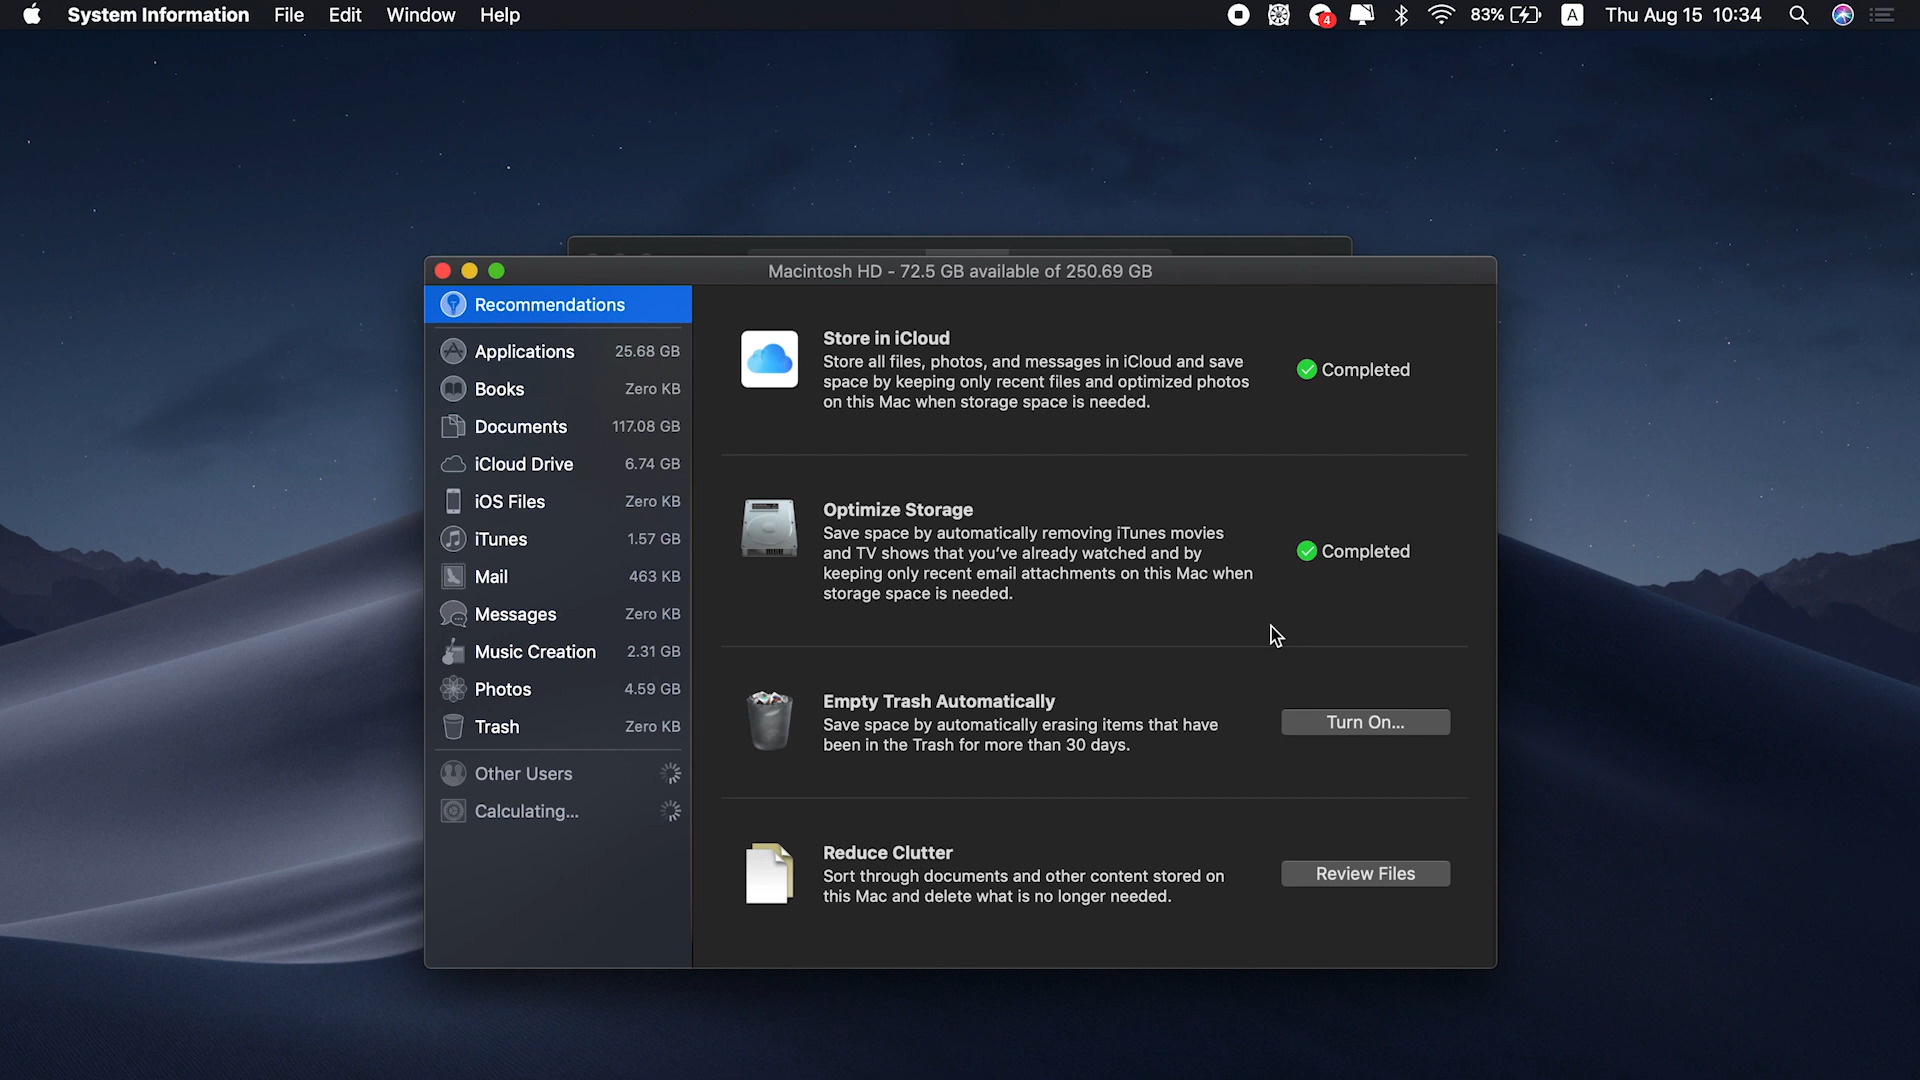 System Information File Edit Window Help
4 83% A Thu Aug 15 10:34
Macintosh HD - 72.5 GB available of 250.69 GB
Recommendations
Applications 25.68 GB
Books Zero KB
Documents 117.08 GB
iCloud Drive 6.74 GB
iOS Files Zero KB
iTunes 1.57 GB
Mail 463 KB
Messages Zero KB
Music Creation 2.31 GB
Photos 4.59 GB
Trash Zero KB
Other Users
Calculating...
Store in iCloud
Store all files, photos, and messages in iCloud and save
space by keeping only recent files and optimized photos
on this Mac when storage space is needed.
Completed
Optimize Storage
Save space by automatically removing iTunes movies
and TV shows that you've already watched and by
keeping only recent email attachments on this Mac when
storage space is needed.
Completed
Empty Trash Automatically
Save space by automatically erasing items that have
been in the Trash for more than 30 days.
Turn On...
Reduce Clutter
Sort through documents and other content stored on
this Mac and delete what is no longer needed.
Review Files